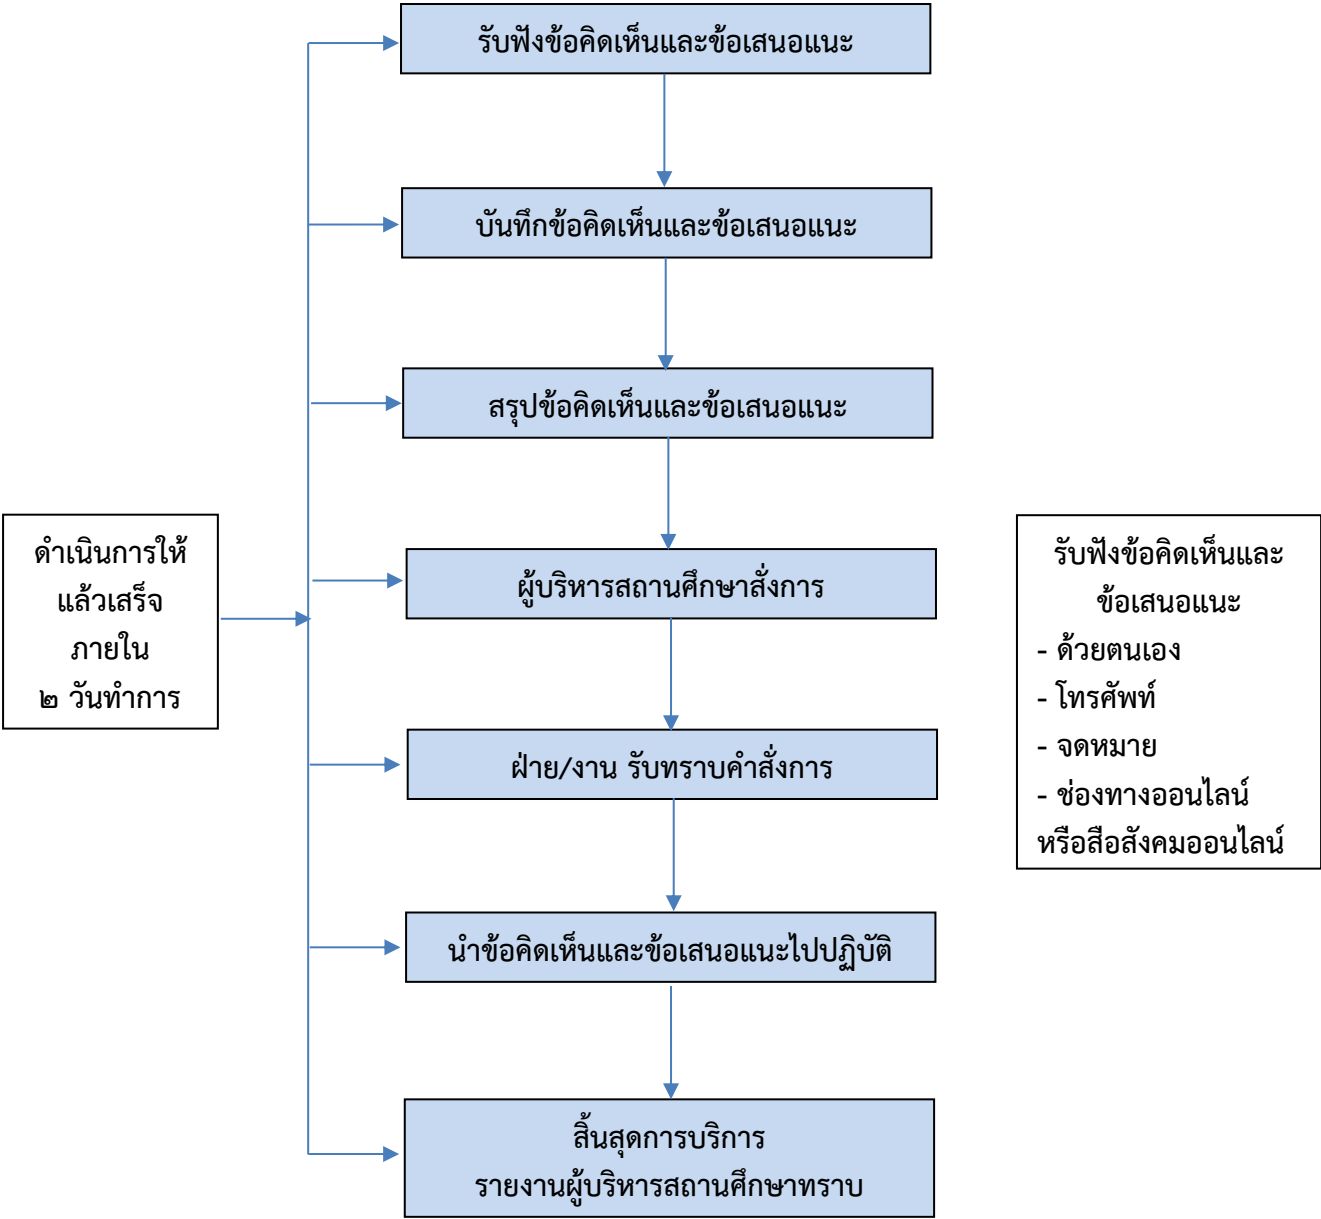 รับฟังข้อคิดเห็นและข้อเสนอแนะ
บันทึกข้อคิดเห็นและข้อเสนอแนะ
สรุปข้อคิดเห็นและข้อเสนอแนะ
ดำเนินการให้
แล้วเสร็จ
ภายใน
๒ วันทำการ
ผู้บริหารสถานศึกษาสั่งการ
ฝ่าย/งาน รับทราบคำสั่งการ
นำข้อคิดเห็นและข้อเสนอแนะไปปฏิบัติ
สิ้นสุดการบริการ
รายงานผู้บริหารสถานศึกษาทราบ
รับฟังข้อคิดเห็นและ
ข้อเสนอแนะ
- ด้วยตนเอง
- โทรศัพท์
- จดหมาย
- ช่องทางออนไลน์
หรือสือสังคมออนไลน์